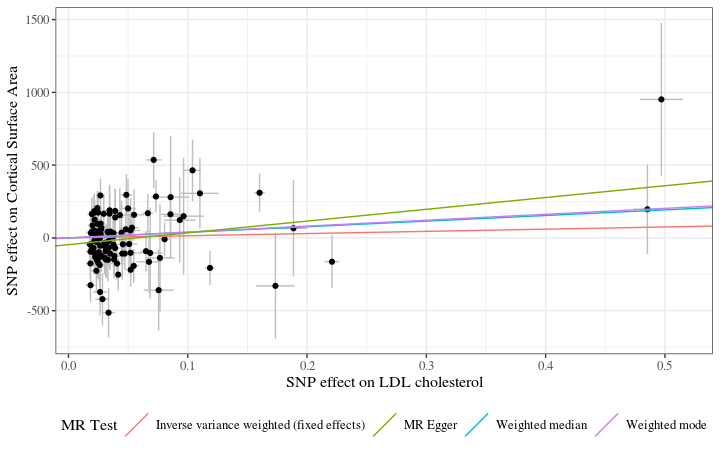 SNP effect on Cortical Surface Area
1500
1000
500
0
-500
0.0 0.1 0.2 0.3 0.4 0.5
SNP effect on LDL cholesterol
MR Test Inverse variance weighted (fixed effects) MR Egger Weighted median Weighted mode